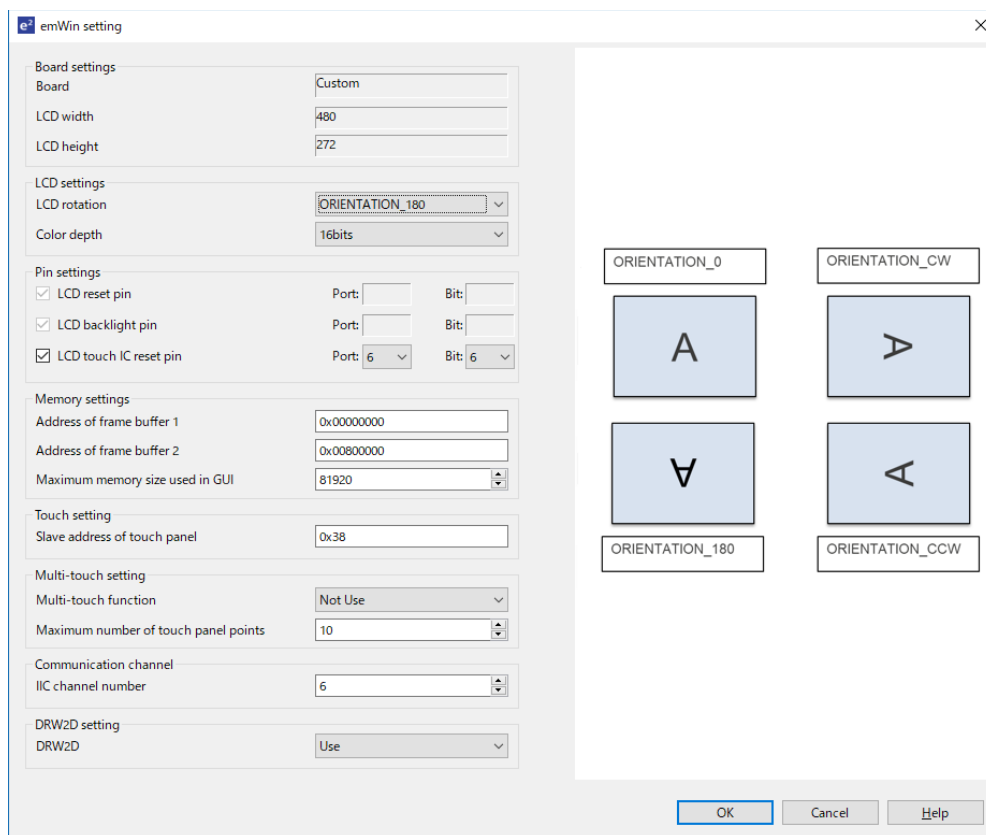 e² emWin setting
Board settings
Board Custom
LCD width 480
LCD height 272
LCD settings
LCD rotation ORIENTATION_180
Color depth 16bits
Pin settings
LCD reset pin Port: Bit:
LCD backlight pin Port: Bit:
LCD touch IC reset pin Port: 6 Bit: 6
Memory settings
Address of frame buffer 1 0x00000000
Address of frame buffer 2 0x00800000
Maximum memory size used in GUI 81920
Touch setting
Slave address of touch panel 0x38
Multi-touch setting
Multi-touch function Not Use
Maximum number of touch panel points 10
Communication channel
IIC channel number 6
DRW2D setting
DRW2D Use
ORIENTATION_0 ORIENTATION_CW
A A
A A
ORIENTATION_180 ORIENTATION_CCW
OK Cancel Help